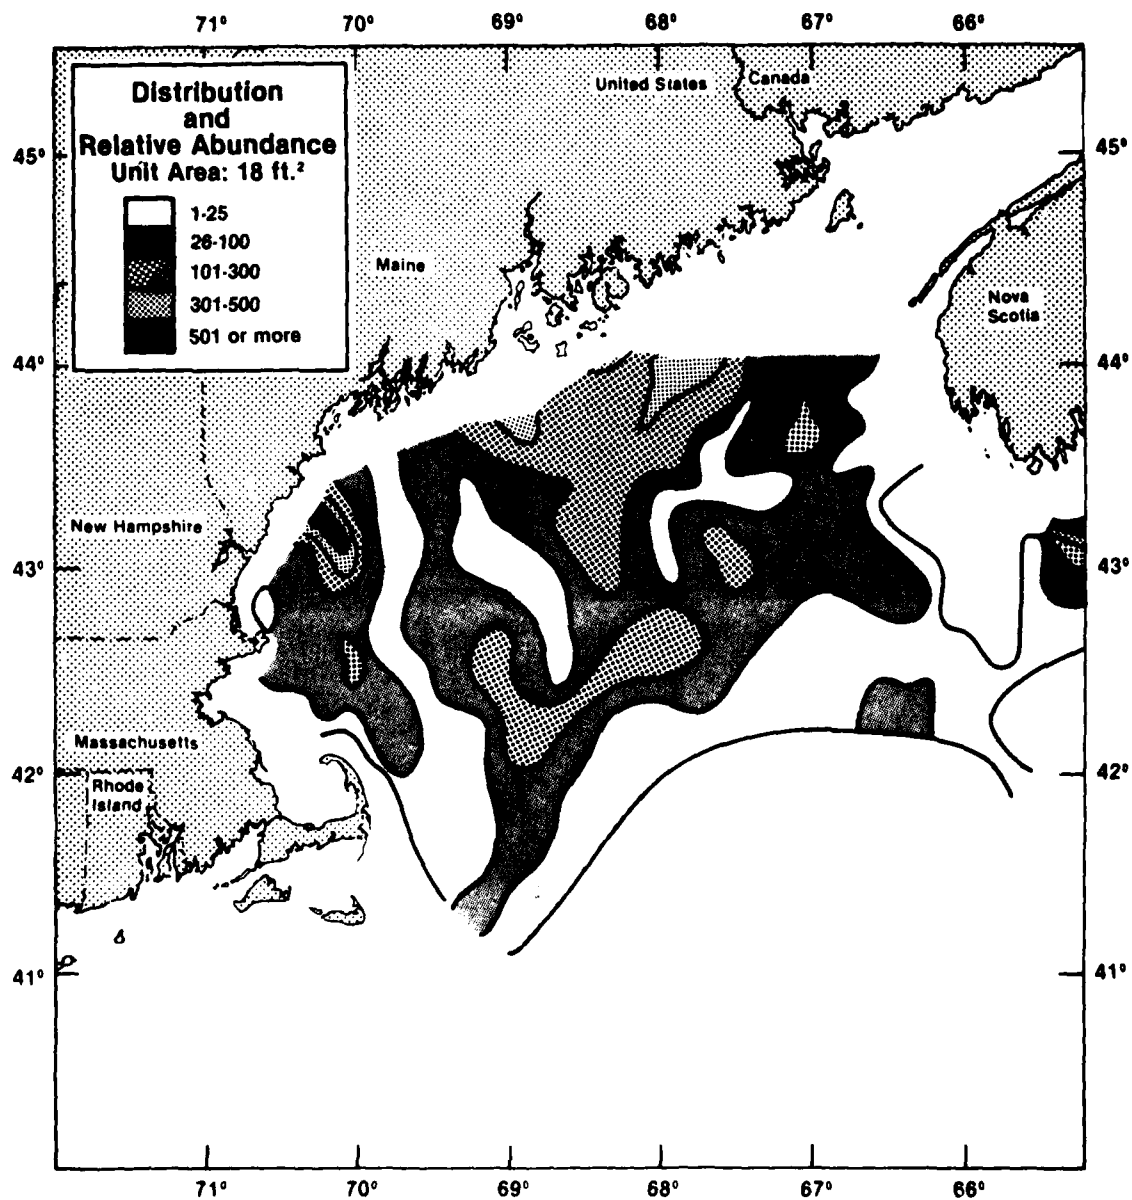 71° 70° 69° 68° 67° 66°
Distribution
and
Relative Abundance
Unit Area: 18 ft.²
1-25
26-100
101-300
301-500
501 or more
United States
Canada
45° 45°
Maine
Nova
Scotia
44° 44°
New Hampshire
43° 43°
Massachusetts
42° 42°
Rhode
Island
41° 41°
71° 70° 69° 68° 67° 66°